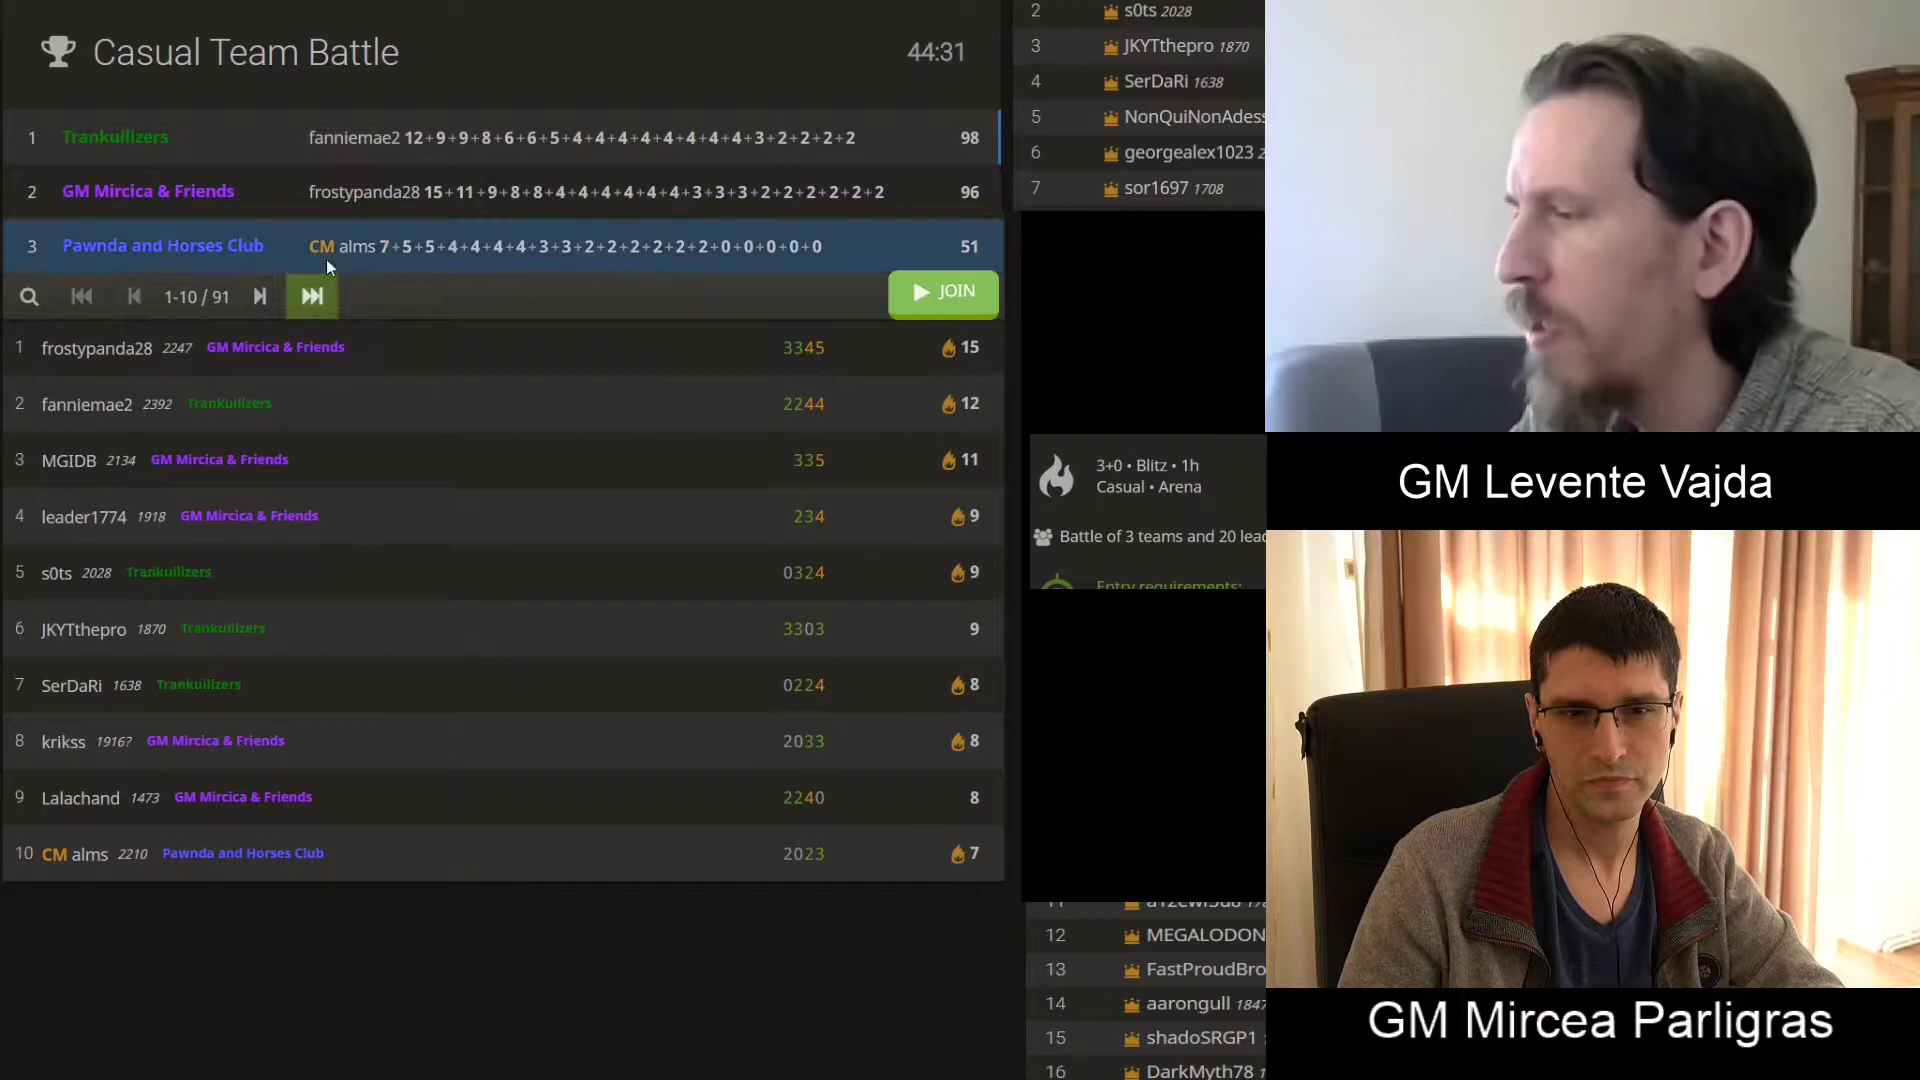 Casual Team Battle 44:31
1 Trankuilizers fanniemae2 12+9+9+8+6+6+5+4+4+4+4+4+4+4+4+3+2+2+2+2 98
2 GM Mircica & Friends frostypanda28 15+11+9+8+8+4+4+4+4+4+4+3+3+3+2+2+2+2+2+2 96
3 Pawnda and Horses Club CM alms 7+5+5+4+4+4+4+3+3+2+2+2+2+2+2+0+0+0+0+0 51
1-10 / 91 JOIN
1 frostypanda28 2247 GM Mircica & Friends 3345 15
2 fanniemae2 2392 Trankuilizers 2244 12
3 MGIDB 2134 GM Mircica & Friends 335 11
4 leader1774 1918 GM Mircica & Friends 234 9
5 s0ts 2028 Trankuilizers 0324 9
6 JKYTthepro 1870 Trankuilizers 3303 9
7 SerDaRi 1638 Trankuilizers 0224 8
8 krikss 1916? GM Mircica & Friends 2033 8
9 Lalachand 1473 GM Mircica & Friends 2240 8
10 CM alms 2210 Pawnda and Horses Club 2023 7
2 s0ts 2028
3 JKYTthepro 1870
4 SerDaRi 1638
5 NonQuiNonAdess
6 georgealex1023 2
7 sor1697 1708
3+0 • Blitz • 1h
Casual • Arena
Battle of 3 teams and 20 lea
Entry requirements:
12 MEGALODON
13 FastProudBro
14 aarongull 1847
15 shadoSRGP1
16 DarkMyth78 1
GM Levente Vajda
GM Mircea Parligras